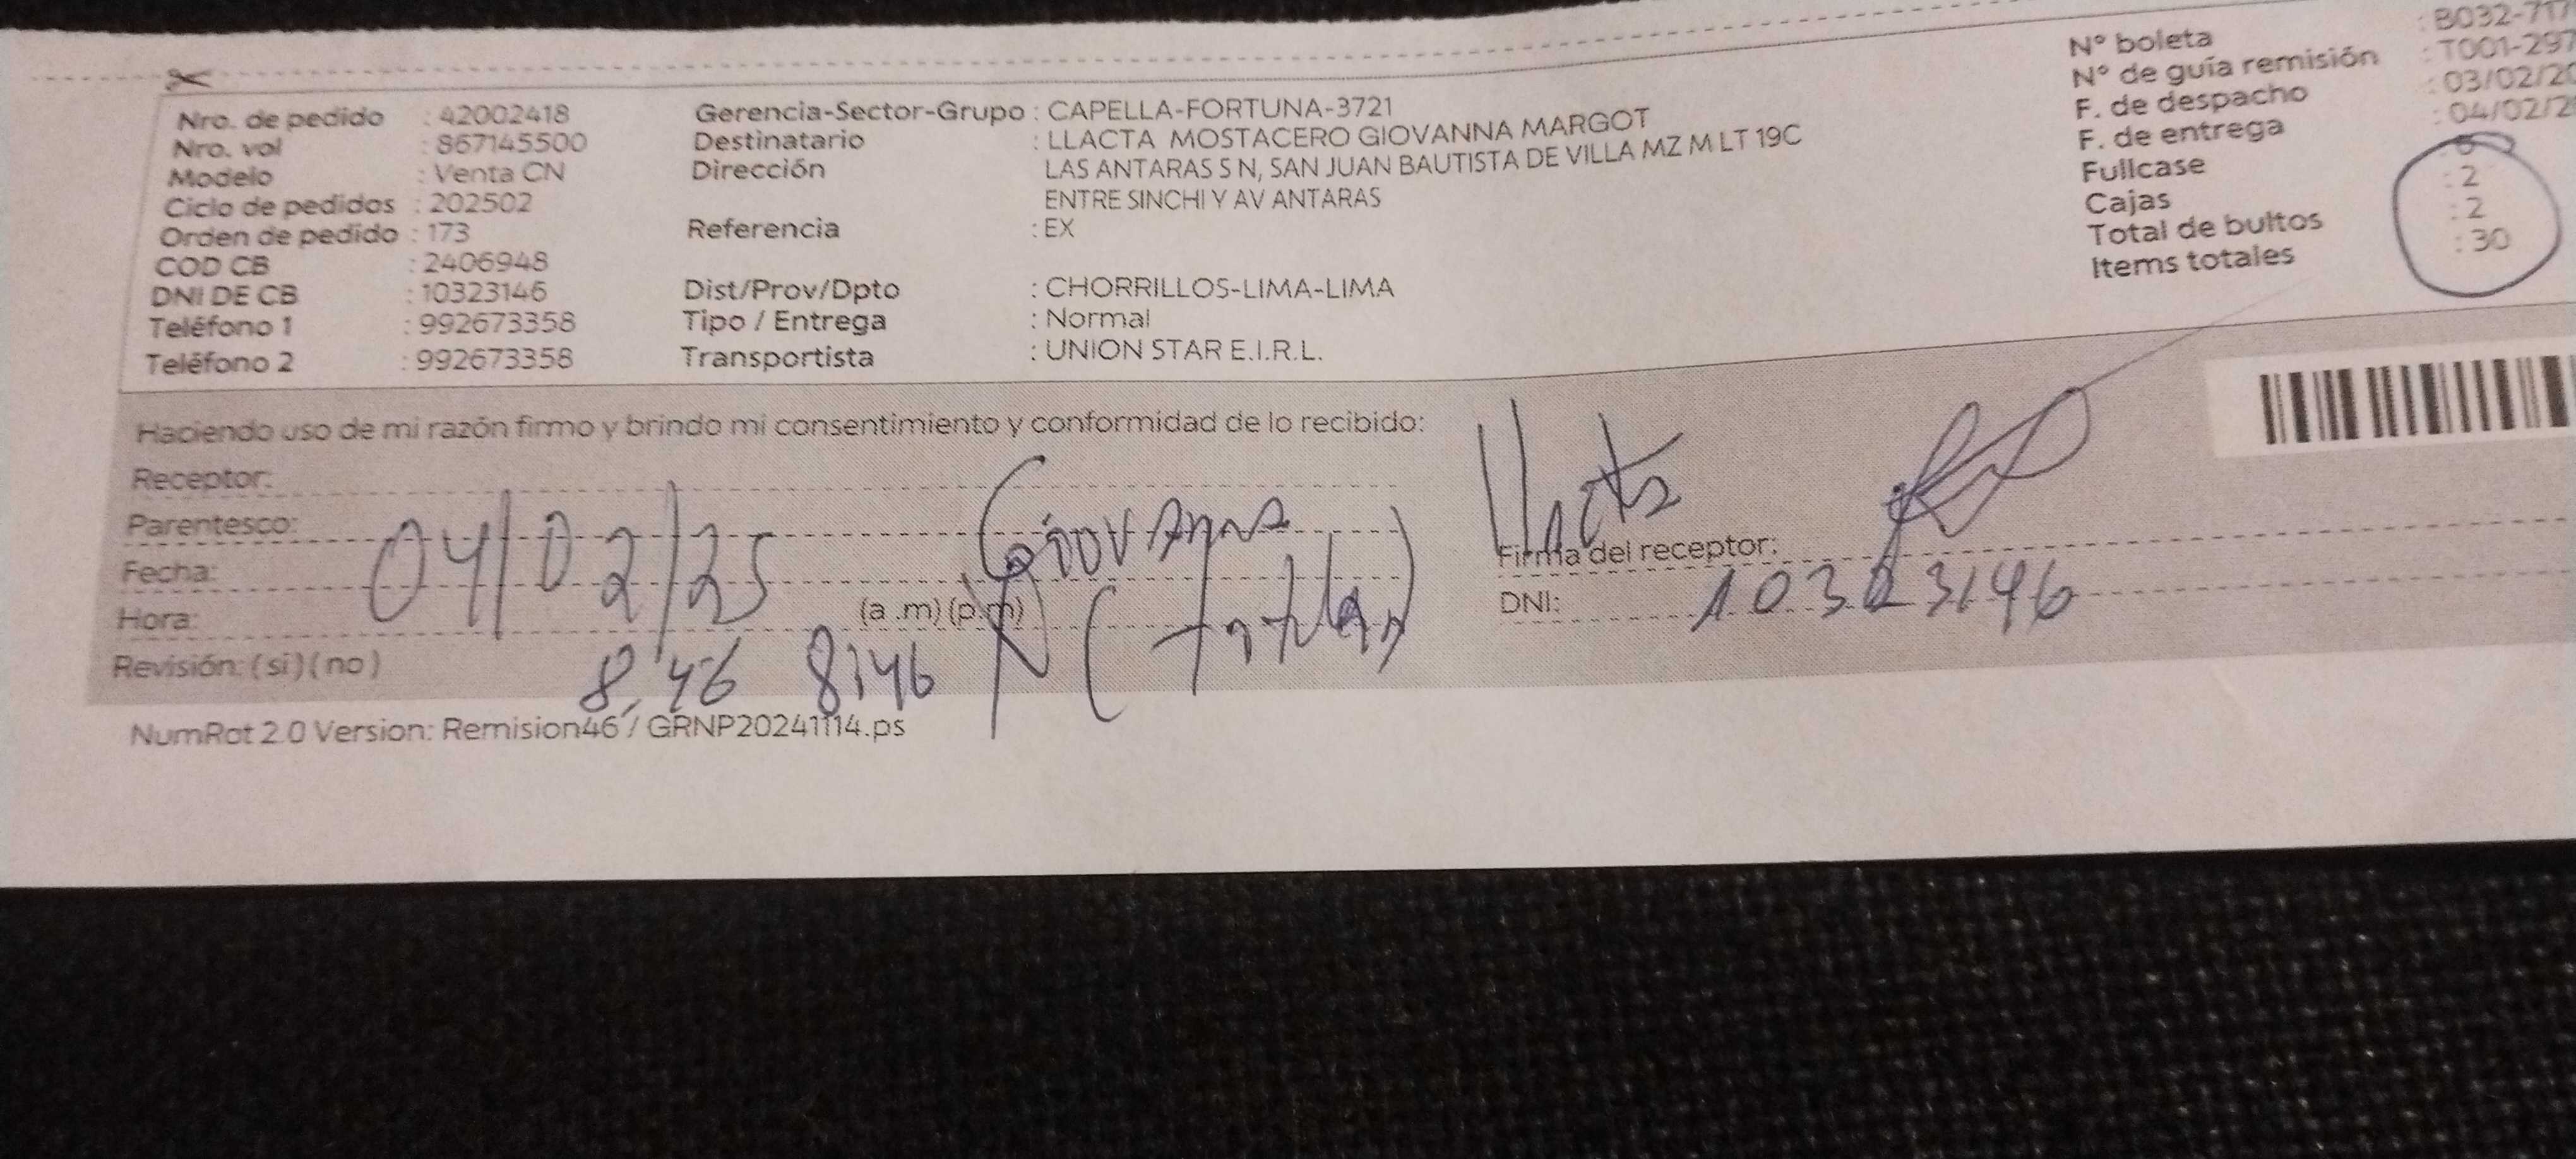 Nro. de pedido : 42002418
Nro. vol : 867145500
Modelo : Venta CN
Ciclo de pedidos : 202502
Orden de pedido : 173
COD CB : 2406948
DNI DE CB : 10323146
Teléfono 1 : 992673358
Teléfono 2 : 992673358
Gerencia-Sector-Grupo : CAPELLA-FORTUNA-3721
Destinatario : LLACTA MOSTACERO GIOVANNA MARGOT
Dirección LAS ANTARAS S N, SAN JUAN BAUTISTA DE VILLA MZ M LT 19C
ENTRE SINCHI Y AV ANTARAS
Referencia : EX
Dist/Prov/Dpto : CHORRILLOS-LIMA-LIMA
Tipo / Entrega : Normal
Transportista : UNION STAR E.I.R.L.
: B032-717
N° boleta : T001-297
N° de guía remisión : 03/02/20
F. de despacho : 04/02/2
F. de entrega
Fullcase : 2
Cajas : 2
Total de bultos : 30
Items totales
Haciendo uso de mi razón firmo y brindo mi consentimiento y conformidad de lo recibido:
Receptor:
Parentesco: Giovanna Llacta
Fecha: 04/02/25
Firma del receptor:
Hora: (a .m) (p.m)
DNI: 10323146
Revisión: (si) ( no ) 8:46 8:46
NumRot 2.0 Version: Remision46 / GRNP20241114.ps